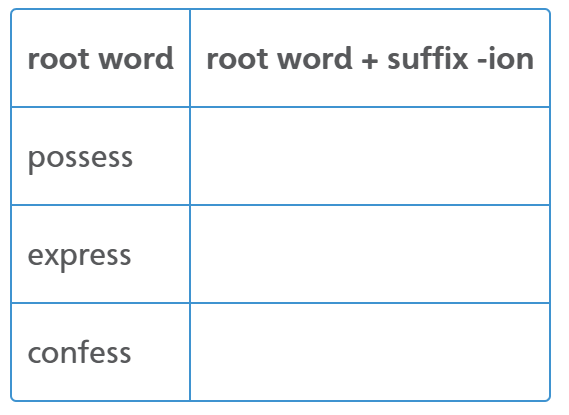 root word root word + suffix -ion
possess
express
confess